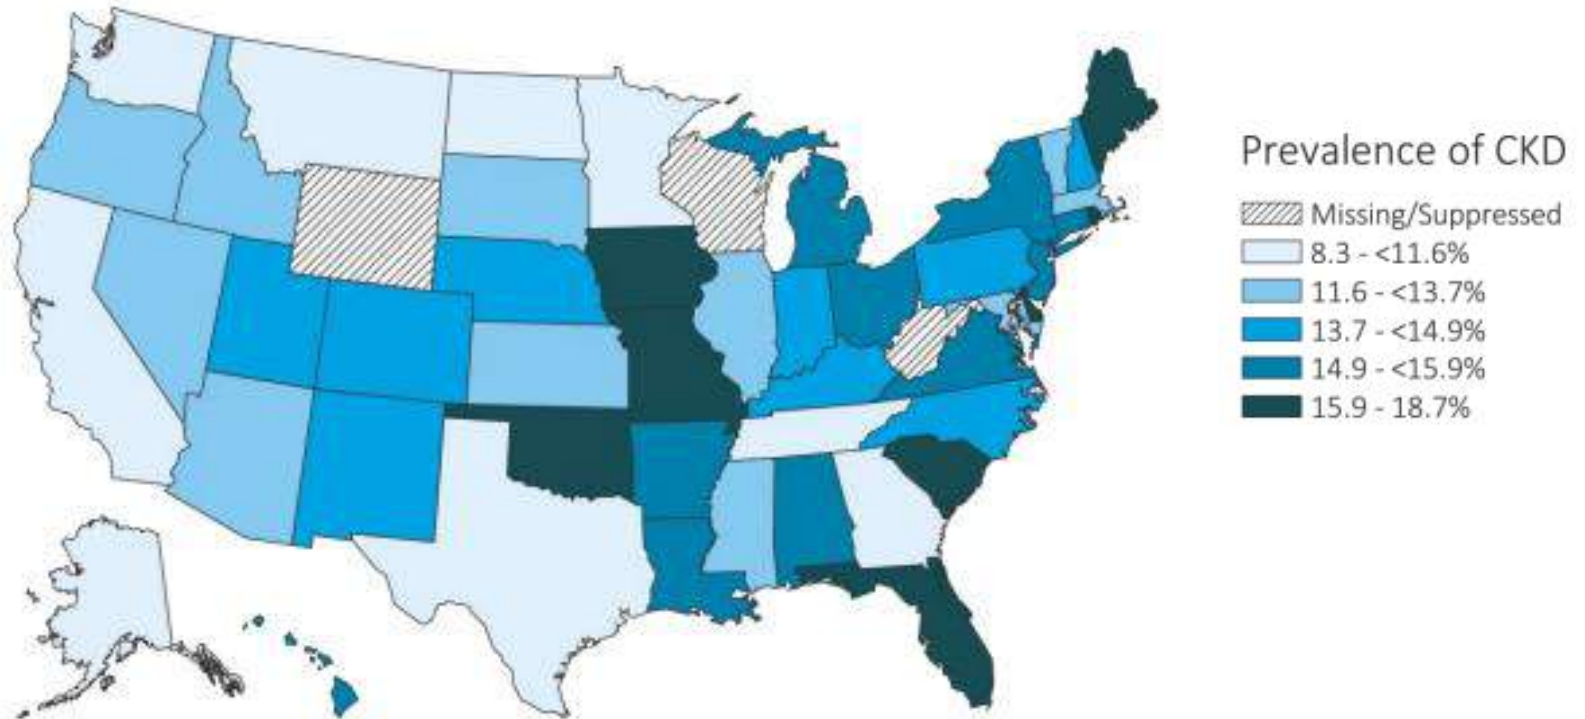 Prevalence of CKD
Missing/Suppressed
8.3 - <11.6%
11.6 - <13.7%
13.7 - <14.9%
14.9 - <15.9%
15.9 - 18.7%